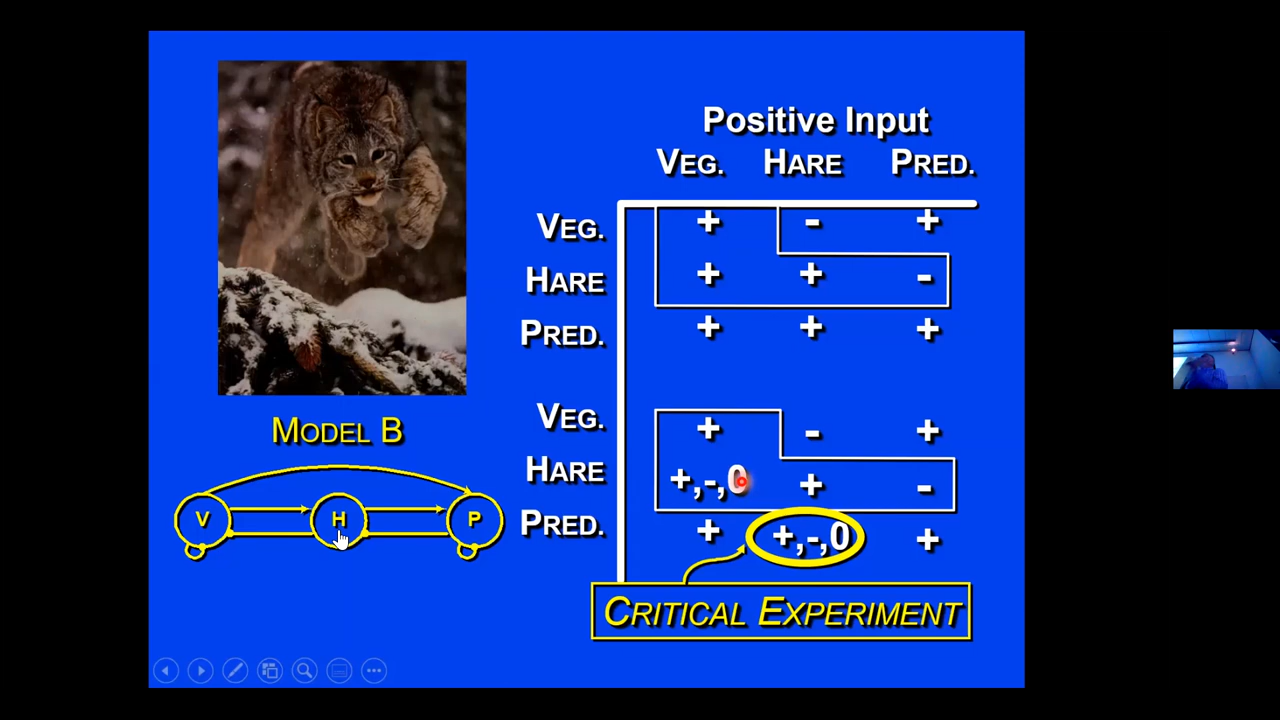 Positive Input
VEG. HARE PRED.
VEG. + - +
HARE + + -
PRED. + + +
MODEL B
VEG. + - +
HARE +,-,0 + -
PRED. + +,-,0 +
V H P
CRITICAL EXPERIMENT